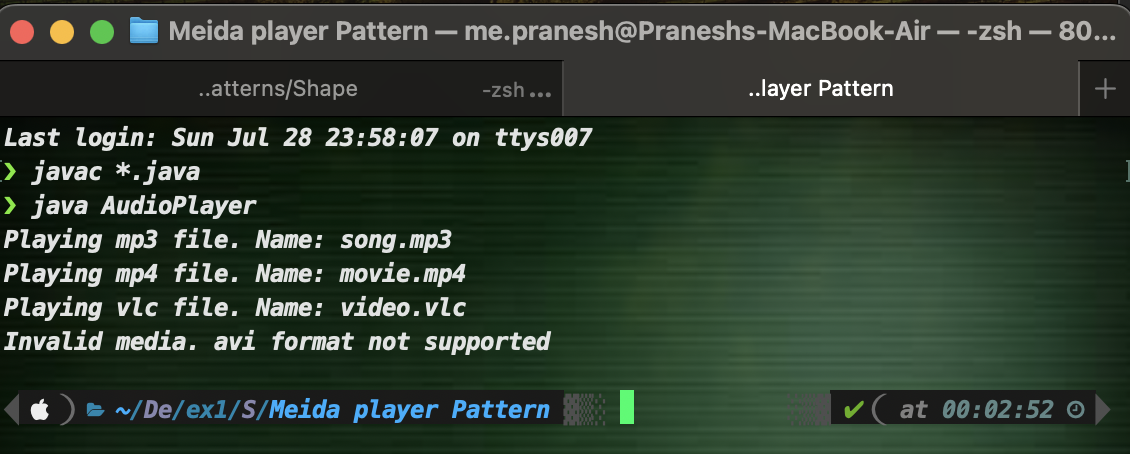 Meida player Pattern — me.pranesh@Praneshs-MacBook-Air — -zsh — 80...
..atterns/Shape -zsh ... ..layer Pattern +
Last login: Sun Jul 28 23:58:07 on ttys007
❯ javac *.java
❯ java AudioPlayer
Playing mp3 file. Name: song.mp3
Playing mp4 file. Name: movie.mp4
Playing vlc file. Name: video.vlc
Invalid media. avi format not supported
~/De/ex1/S/Meida player Pattern ✔ at 00:02:52